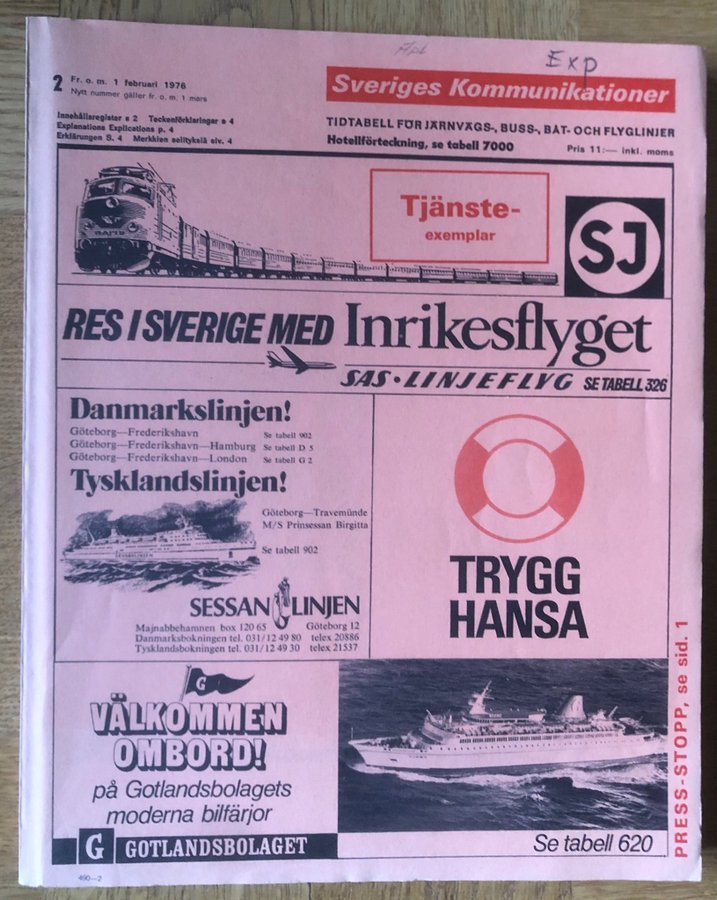 Exp
2 Fr. o. m. 1 februari 1976
Nytt nummer gäller fr. o. m. 1 mars
Sveriges Kommunikationer
Innehållsregister s 2 Teckenförklaringar s 4
Explanations Explications p. 4
Erklärungen S. 4 Merkkien selityksiä siv. 4
TIDTABELL FÖR JÄRNVÄGS-, BUSS-, BÅT- OCH FLYGLINJER
Hotellförteckning, se tabell 7000
Pris 11:— inkl. moms
Tjänste-
exemplar
SJ
RES I SVERIGE MED Inrikesflyget
SAS • LINJEFLYG SE TABELL 326
Danmarkslinjen!
Göteborg—Frederikshavn Se tabell 902
Göteborg—Frederikshavn—Hamburg Se tabell D 5
Göteborg—Frederikshavn—London Se tabell G 2
Tysklandslinjen!
Göteborg—Travemünde
M/S Prinsessan Birgitta
Se tabell 902
SESSAN LINJEN
Majnabbehamnen box 120 65 Göteborg 12
Danmarksbokningen tel. 031/12 49 80 telex 20886
Tysklandsbokningen tel. 031/12 49 30 telex 21537
TRYGG
HANSA
G
VÄLKOMMEN
OMBORD!
på Gotlandsbolagets
moderna bilfärjor
G GOTLANDSBOLAGET
Se tabell 620
PRESS-STOPP, se sid. 1
490—2